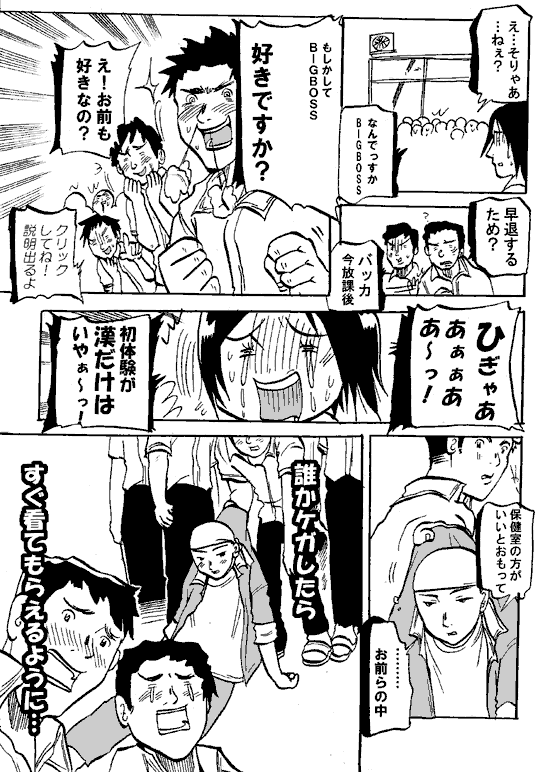 え…そりゃあ
…ねぇ?
なんでっすか
BIGBOSS
もしかして
BIGBOSS
好きですか?
え!お前も
好きなの?
早退する
ため?
?
バッカ
今放課後
クリック
してね!
説明出るよ
ひぎゃあ
あぁぁあ
あ～っ!
初体験が
漢だけは
いやぁ～っ!
保健室の方が
いいとおもって
………
お前らの中
誰かケガしたら
すぐ看てもらえるように…